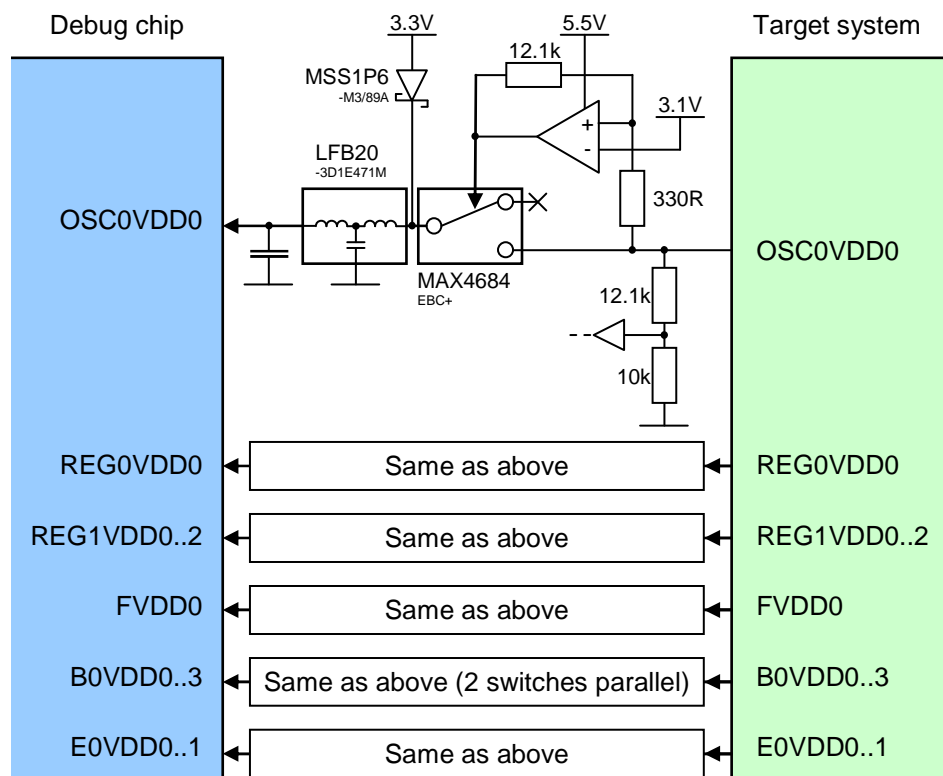 Debug chip
3.3V
5.5V
Target system
12.1k
MSS1P6
-M3/89A
3.1V
+
-
LFB20
-3D1E471M
330R
OSC0VDD0
OSC0VDD0
MAX4684
EBC+
12.1k
10k
REG0VDD0
Same as above
REG0VDD0
REG1VDD0..2
Same as above
REG1VDD0..2
FVDD0
Same as above
FVDD0
B0VDD0..3
Same as above (2 switches parallel)
B0VDD0..3
E0VDD0..1
Same as above
E0VDD0..1